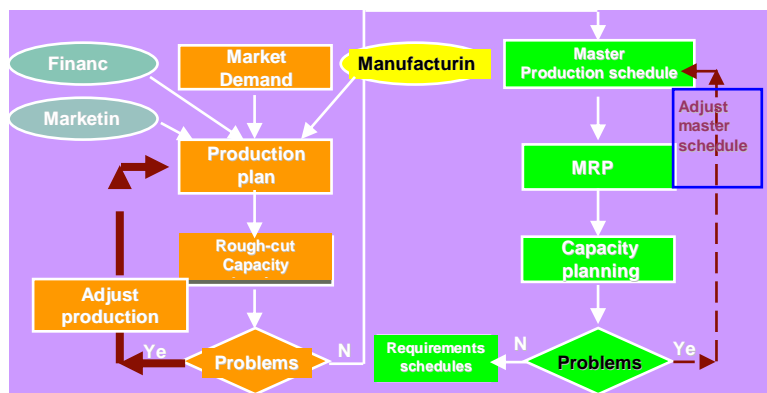 Financ
Market
Demand
Manufacturin
Marketin
Production
plan
Rough-cut
Capacity
Adjust
production
Ye
Problems
N
Master
Production schedule
Adjust
master
schedule
MRP
Capacity
planning
Requirements
schedules
N
Problems
Ye